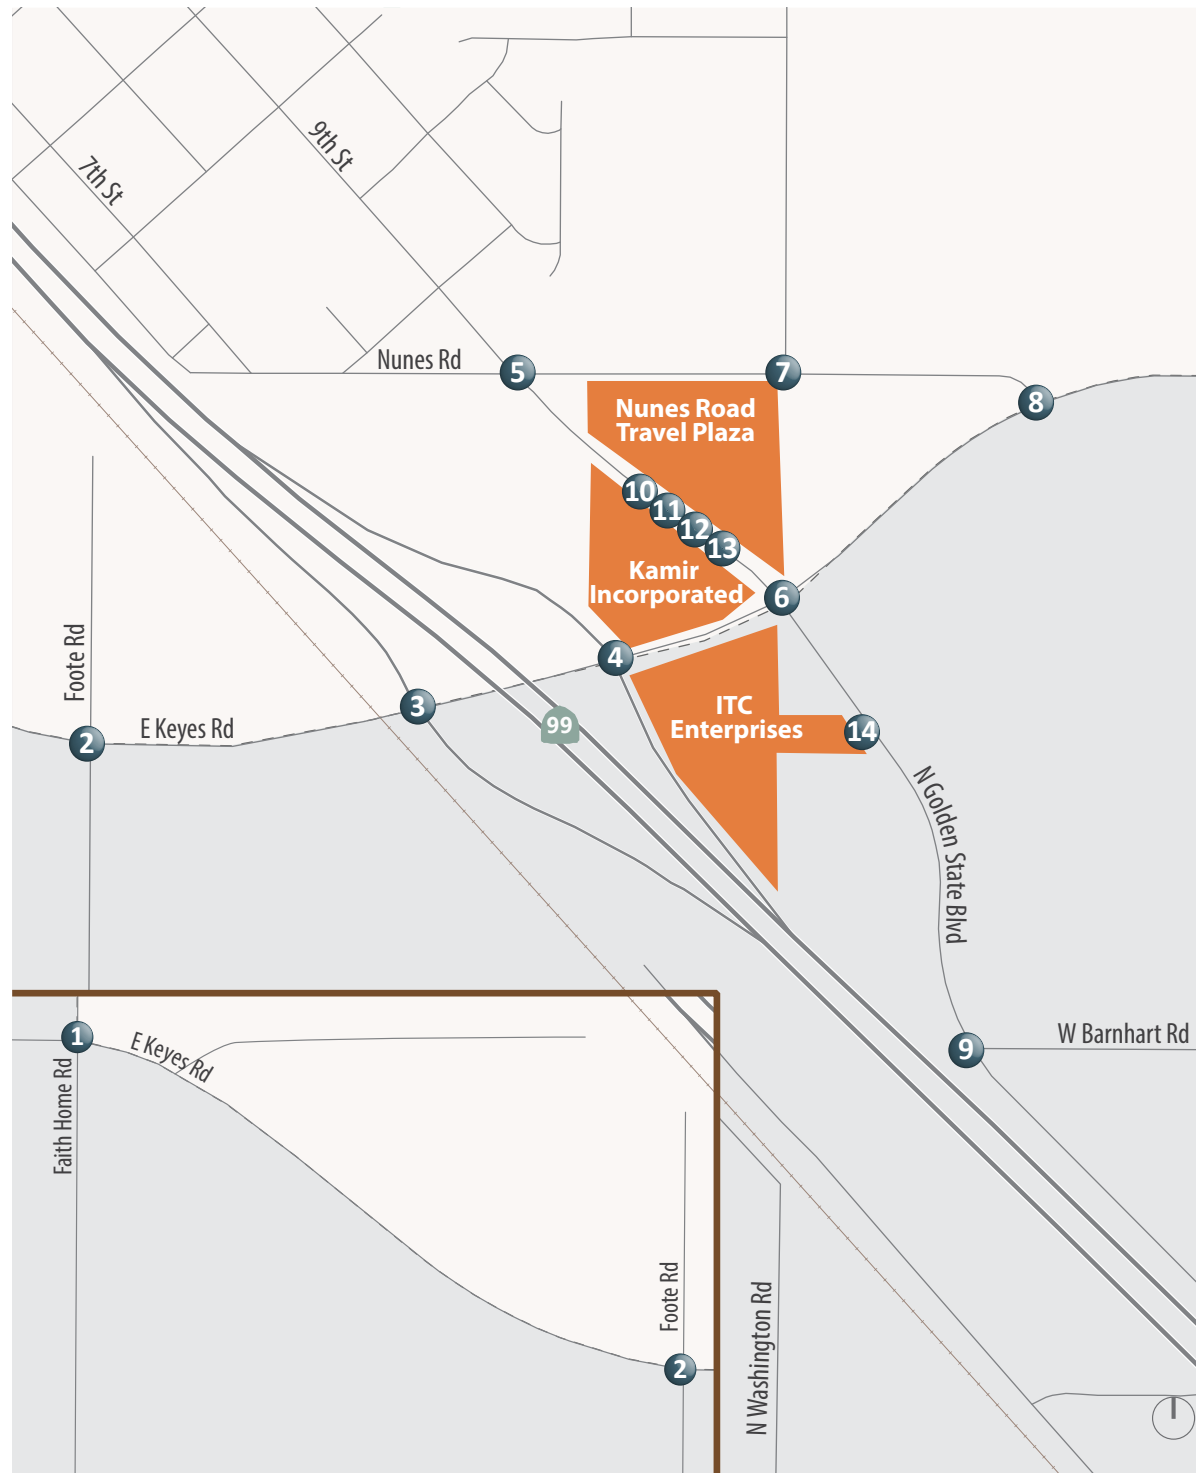 9th St
7th St
Nunes Rd
5
7
8
Nunes Road
Travel Plaza
10
11
12
13
Kamir
Incorporated
6
Foote Rd
4
3
E Keyes Rd
2
99
ITC
Enterprises
14
N Golden State Blvd
1
E Keyes Rd
Faith Home Rd
9
W Barnhart Rd
Foote Rd
2
N Washington Rd